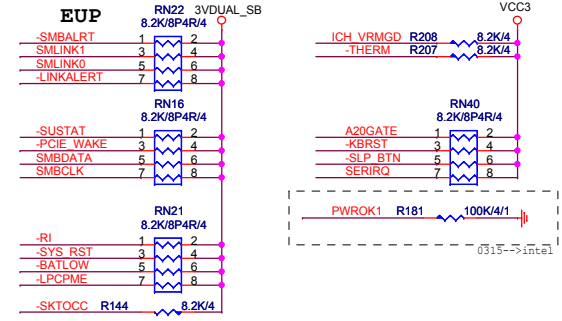 EUP
RN22
8.2K/8P4R/4
3VDUAL_SB
-SMBALRT 1 2
SMLINK1 3 4
SMLINK0 5 6
-LINKALERT 7 8
RN16
8.2K/8P4R/4
-SUSTAT 1 2
-PCIE_WAKE 3 4
SMBDATA 5 6
SMBCLK 7 8
RN21
8.2K/8P4R/4
-RI 1 2
-SYS_RST 3 4
-BATLOW 5 6
-LPCPME 7 8
-SKTOCC R144 8.2K/4
VCC3
ICH_VRMGD R208 8.2K/4
-THERM R207 8.2K/4
RN40
8.2K/8P4R/4
A20GATE 1 2
-KBRST 3 4
-SLP_BTN 5 6
SERIRQ 7 8
PWROK1 R181 100K/4/1
0315-->intel